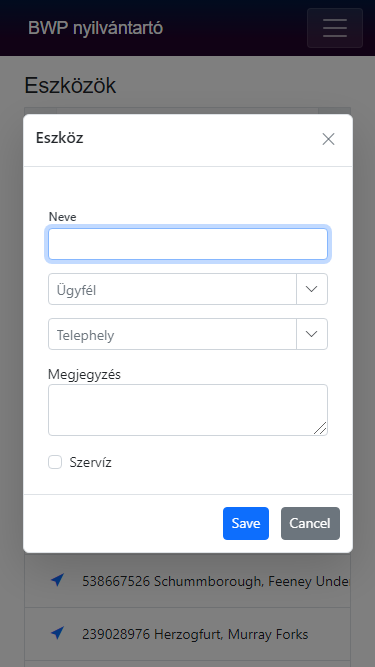 BWP nyilvántartó
Eszközök
Eszköz
Neve
Ügyfél
Telephely
Megjegyzés
Szervíz
Save Cancel
538667526 Schummborough, Feeney Unde
239028976 Herzogfurt, Murray Forks